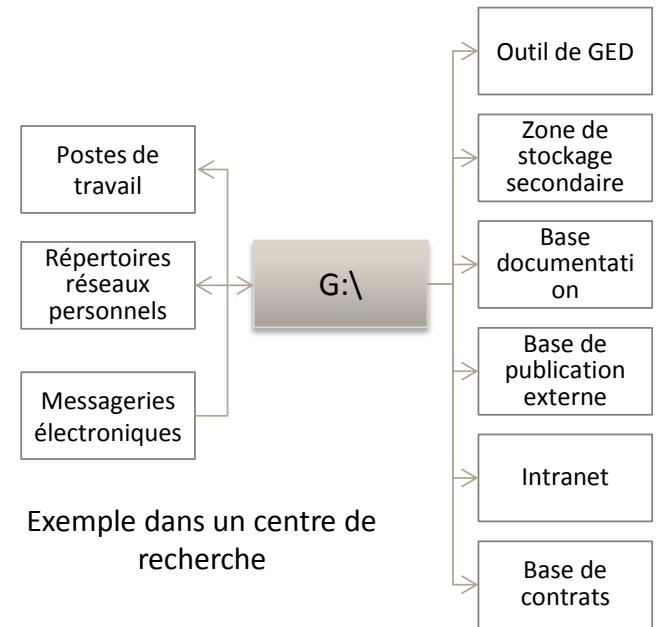 Postes de
travail
Répertoires
réseaux
personnels
Messageries
électroniques
G:\
Outil de GED
Zone de
stockage
secondaire
Base
documentati
on
Base de
publication
externe
Intranet
Base de
contrats
Exemple dans un centre de
recherche